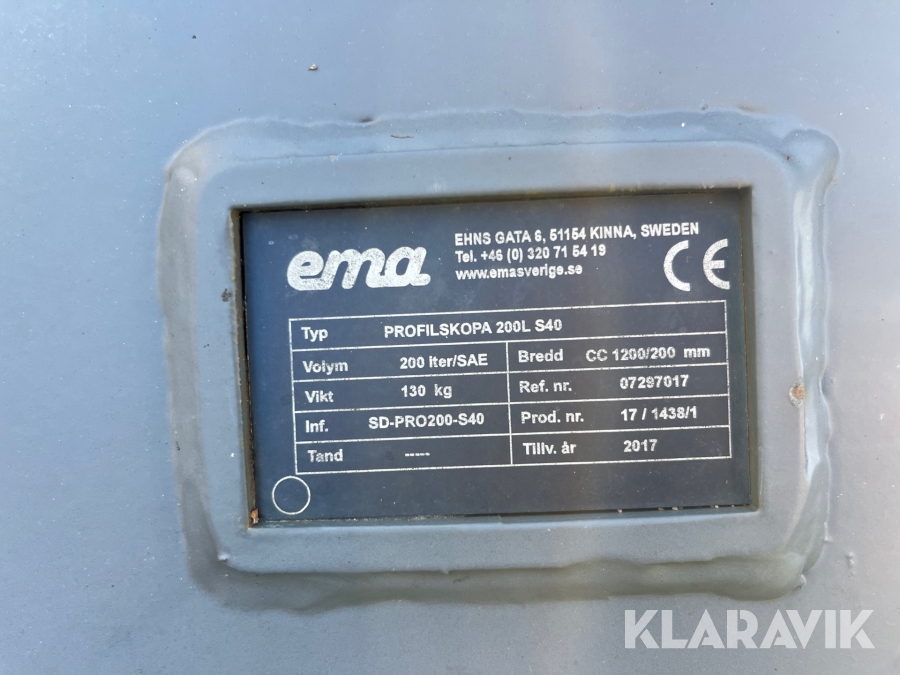 ema
EHNS GATA 6, 51154 KINNA, SWEDEN
Tel. +46 (0) 320 71 54 19
www.emasverige.se
CE
Typ PROFILSKOPA 200L S40
Volym 200 lter/SAE Bredd CC 1200/200 mm
Vikt 130 kg Ref. nr. 07297017
Inf. SD-PRO200-S40 Prod. nr. 17 / 1438/1
Tand ----- Tillv. år 2017
KLARAVIK